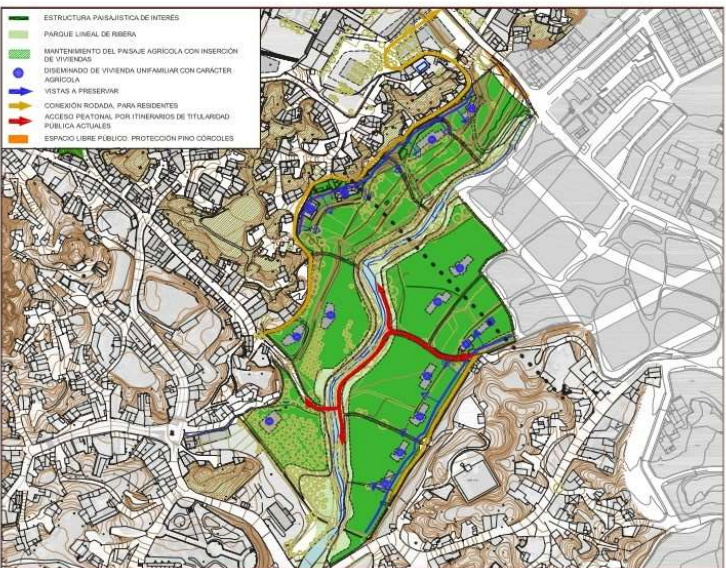 ESTRUCTURA PAISAJISTICA DE INTERÉS
PARQUE LINEAL DE RIBERA
MANTENIMIENTO DEL PAISAJE AGRÍCOLA CON INSERCIÓN
DE VIVIENDAS
DISEMINADO DE VIVIENDA UNIFAMILIAR CON CARÁCTER
AGRÍCOLA
VISTAS A PRESERVAR
CONEXIÓN RODADA, PARA RESIDENTES
ACCESO PEATONAL POR ITINERARIOS DE TITULARIDAD
PÚBLICA ACTUALES
ESPACIO LIBRE PÚBLICO. PROTECCIÓN PINO CÓRCOLES